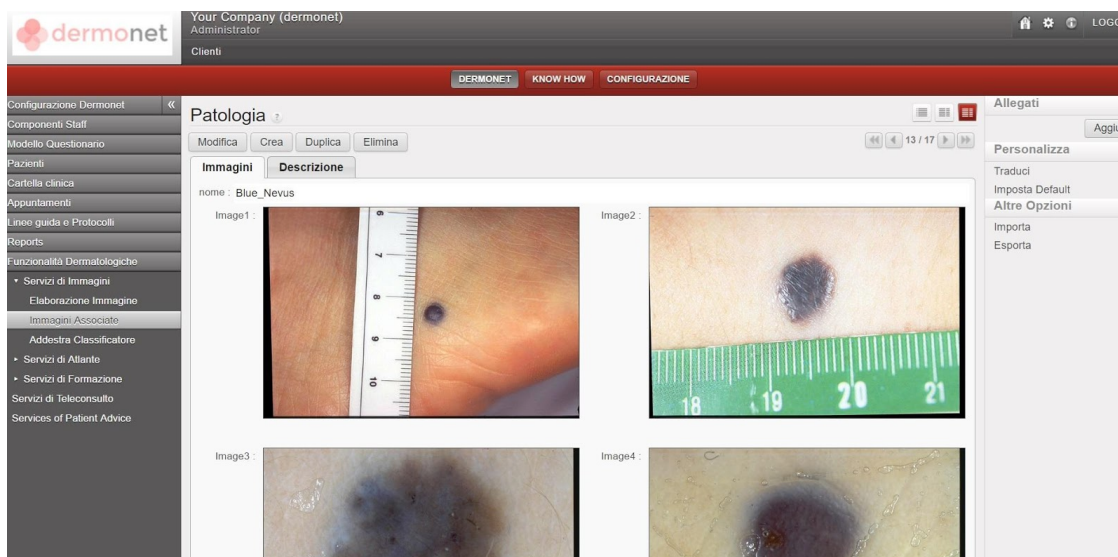 dermonet
Your Company (dermonet)
Administrator
Clienti
LOGO
DERMONET
KNOW HOW
CONFIGURAZIONE
Configurazione Dermonet «
Componenti Staff
Modello Questionario
Pazienti
Cartella clinica
Appuntamenti
Linee guida e Protocolli
Reports
Funzionalità Dermatologiche
Servizi di Immagini
Elaborazione Immagine
Immagini Associate
Addestra Classificatore
Servizi di Atlante
Servizi di Formazione
Servizi di Teleconsulto
Services of Patient Advice
Patologia ?
Modifica Crea Duplica Elimina
13 / 17
Immagini Descrizione
nome : Blue_Nevus
Image1 :
6
7
8
9
10
Image2 :
18 19 20 21
Image3 :
Image4 :
Allegati
Aggiu
Personalizza
Traduci
Imposta Default
Altre Opzioni
Importa
Esporta